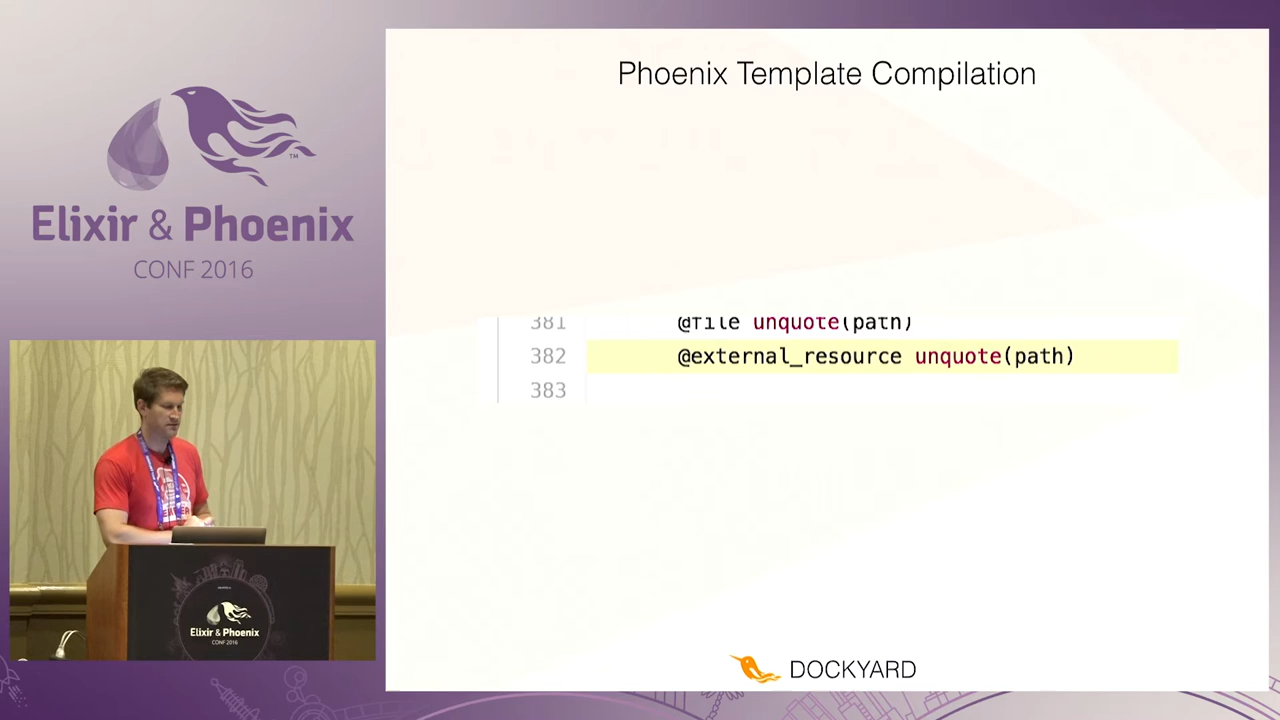 Elixir & Phoenix
CONF 2016
TM
Phoenix Template Compilation
381 @file unquote(path)
382 @external_resource unquote(path)
383
DOCKYARD
Elixir & Phoenix
CONF 2016